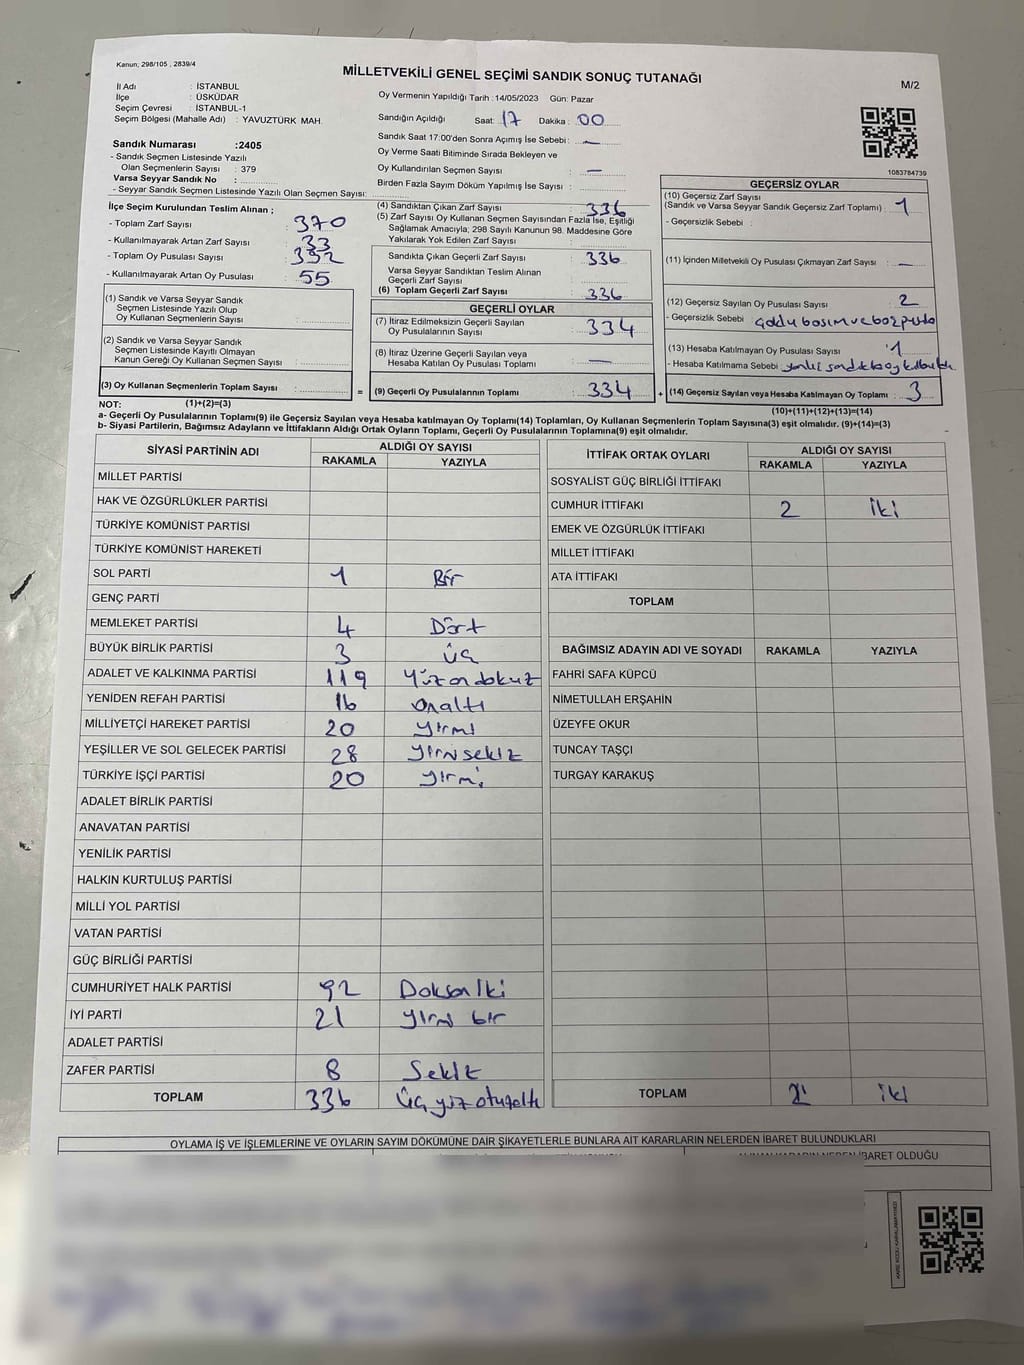 Kanun; 298/105 , 2839/4
MİLLETVEKİLİ GENEL SEÇİMİ SANDIK SONUÇ TUTANAĞI
M/2
İl Adı : İSTANBUL
İlçe : ÜSKÜDAR
Seçim Çevresi : İSTANBUL-1
Seçim Bölgesi (Mahalle Adı) : YAVUZTÜRK MAH.
Sandık Numarası :2405
- Sandık Seçmen Listesinde Yazılı
Olan Seçmenlerin Sayısı : 379
Varsa Seyyar Sandık No :
- Seyyar Sandık Seçmen Listesinde Yazılı Olan Seçmen Sayısı:
Oy Vermenin Yapıldığı Tarih : 14/05/2023 Gün: Pazar
Sandığın Açıldığı Saat: 17 Dakika : 00
Sandık Saat 17:00'den Sonra Açımış İse Sebebi : —
Oy Verme Saati Bitiminde Sırada Bekleyen ve
Oy Kullandırılan Seçmen Sayısı : —
Birden Fazla Sayım Döküm Yapılmış İse Sayısı :
1083784739
İlçe Seçim Kurulundan Teslim Alınan ;
- Toplam Zarf Sayısı : 370
- Kullanılmayarak Artan Zarf Sayısı : 33
- Toplam Oy Pusulası Sayısı :
- Kullanılmayarak Artan Oy Pusulası : 55
(1) Sandık ve Varsa Seyyar Sandık
Seçmen Listesinde Yazılı Olup
Oy Kullanan Seçmenlerin Sayısı :
(2) Sandık ve Varsa Seyyar Sandık
Seçmen Listesinde Kayıtlı Olmayan
Kanun Gereği Oy Kullanan Seçmen Sayısı :
(3) Oy Kullanan Seçmenlerin Toplam Sayısı :
(4) Sandıktan Çıkan Zarf Sayısı : 336
(5) Zarf Sayısı Oy Kullanan Seçmen Sayısından Fazla İse, Eşitliği
Sağlamak Amacıyla; 298 Sayılı Kanunun 98. Maddesine Göre
Yakılarak Yok Edilen Zarf Sayısı :
Sandıkta Çıkan Geçerli Zarf Sayısı : 336
Varsa Seyyar Sandıktan Teslim Alınan
Geçerli Zarf Sayısı :
(6) Toplam Geçerli Zarf Sayısı : 336
GEÇERLİ OYLAR
(7) İtiraz Edilmeksizin Geçerli Sayılan
Oy Pusulalarının Sayısı : 334
(8) İtiraz Üzerine Geçerli Sayılan veya
Hesaba Katılan Oy Pusulası Toplamı : —
= (9) Geçerli Oy Pusulalarının Toplamı : 334
GEÇERSİZ OYLAR
(10) Geçersiz Zarf Sayısı
(Sandık ve Varsa Seyyar Sandık Geçersiz Zarf Toplamı) : 1
- Geçersizlik Sebebi :
(11) İçinden Milletvekili Oy Pusulası Çıkmayan Zarf Sayısı : —
(12) Geçersiz Sayılan Oy Pusulası Sayısı : 2
- Geçersizlik Sebebi :
(13) Hesaba Katılmayan Oy Pusulası Sayısı : 1
- Hesaba Katılmama Sebebi :
+ (14) Geçersiz Sayılan veya Hesaba Katılmayan Oy Toplamı : 3
NOT: (1)+(2)=(3)
(10)+(11)+(12)+(13)=(14)
a- Geçerli Oy Pusulalarının Toplamı(9) ile Geçersiz Sayılan veya Hesaba katılmayan Oy Toplamı(14) Toplamları, Oy Kullanan Seçmenlerin Toplam Sayısına(3) eşit olmalıdır. (9)+(14)=(3)
b- Siyasi Partilerin, Bağımsız Adayların ve İttifakların Aldığı Ortak Oyların Toplamı, Geçerli Oy Pusulalarının Toplamına(9) eşit olmalıdır.
SİYASİ PARTİNİN ADI ALDIĞI OY SAYISI
RAKAMLA YAZIYLA
MİLLET PARTİSİ
HAK VE ÖZGÜRLÜKLER PARTİSİ
TÜRKİYE KOMÜNİST PARTİSİ
TÜRKİYE KOMÜNİST HAREKETİ
SOL PARTİ 1 Bir
GENÇ PARTİ
MEMLEKET PARTİSİ 4 Dört
BÜYÜK BİRLİK PARTİSİ 3 üç
ADALET VE KALKINMA PARTİSİ 119 Yüzondokuz
YENİDEN REFAH PARTİSİ 16 onaltı
MİLLİYETÇİ HAREKET PARTİSİ 20 yirmi
YEŞİLLER VE SOL GELECEK PARTİSİ 28 yirmisekiz
TÜRKİYE İŞÇİ PARTİSİ 20 yirmi
ADALET BİRLİK PARTİSİ
ANAVATAN PARTİSİ
YENİLİK PARTİSİ
HALKIN KURTULUŞ PARTİSİ
MİLLİ YOL PARTİSİ
VATAN PARTİSİ
GÜÇ BİRLİĞİ PARTİSİ
CUMHURİYET HALK PARTİSİ 92 Doksaniki
İYİ PARTİ 21 yirmi bir
ADALET PARTİSİ
ZAFER PARTİSİ 8 Sekiz
TOPLAM 336 üç yüz otuzaltı
İTTİFAK ORTAK OYLARI ALDIĞI OY SAYISI
RAKAMLA YAZIYLA
SOSYALİST GÜÇ BİRLİĞİ İTTİFAKI
CUMHUR İTTİFAKI 2 iki
EMEK VE ÖZGÜRLÜK İTTİFAKI
MİLLET İTTİFAKI
ATA İTTİFAKI
TOPLAM
BAĞIMSIZ ADAYIN ADI VE SOYADI RAKAMLA YAZIYLA
FAHRİ SAFA KÜPCÜ
NİMETULLAH ERŞAHİN
ÜZEYFE OKUR
TUNCAY TAŞÇI
TURGAY KARAKUŞ
TOPLAM 2 iki
OYLAMA İŞ VE İŞLEMLERİNE VE OYLARIN SAYIM DÖKÜMÜNE DAİR ŞİKAYETLERLE BUNLARA AİT KARARLARIN NELERDEN İBARET BULUNDUKLARI
OLDUĞU